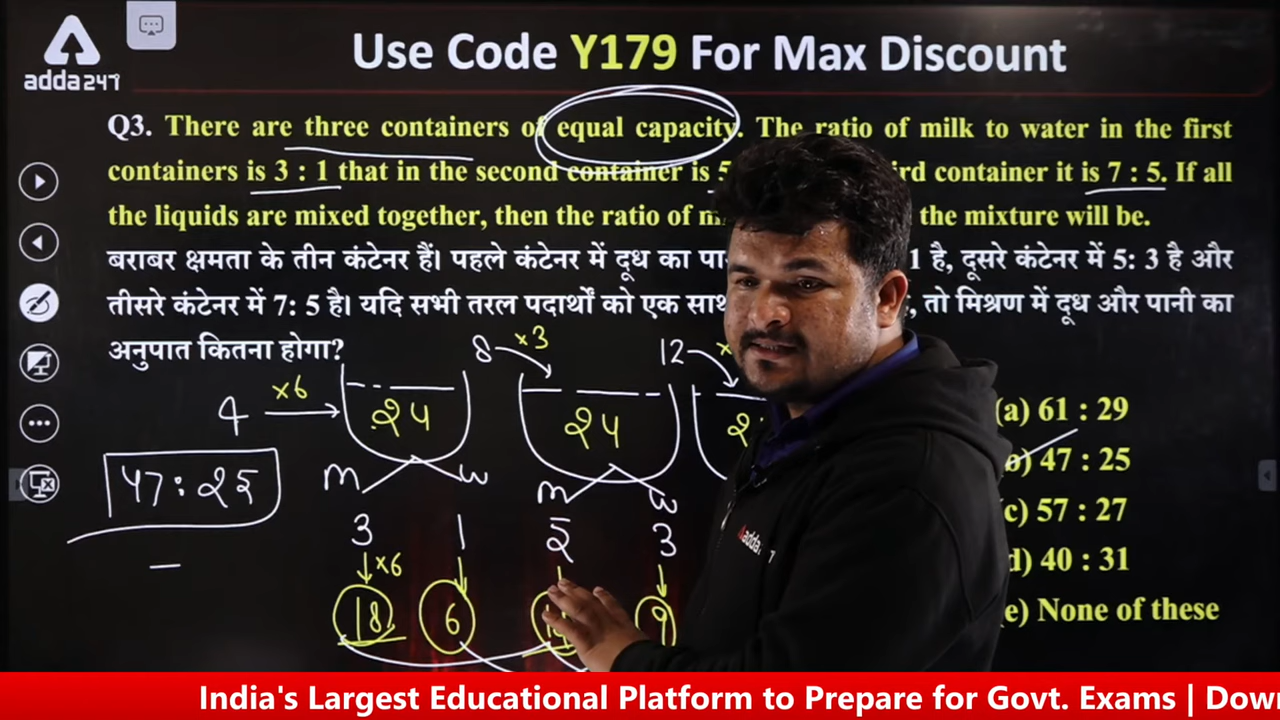 adda247
Use Code Y179 For Max Discount
Q3. There are three containers of equal capacity. The ratio of milk to water in the first
containers is 3 : 1 that in the second container is 5 container it is 7 : 5. If all
the liquids are mixed together, then the ratio of the mixture will be.
बराबर क्षमता के तीन कंटेनर हैं। पहले कंटेनर में दूध का 1 है, दूसरे कंटेनर में 5: 3 है और
तीसरे कंटेनर में 7: 5 है। यदि सभी तरल पदार्थों को एक तो मिश्रण में दूध और पानी का
अनुपात कितना होगा?
4 ×6 24 8 ×3 24 12
47:25
m w m w
3 1 5 3
×6
18 6 9
(a) 61 : 29
47 : 25
57 : 27
40 : 31
None of these
adda
India's Largest Educational Platform to Prepare for Govt. Exams |